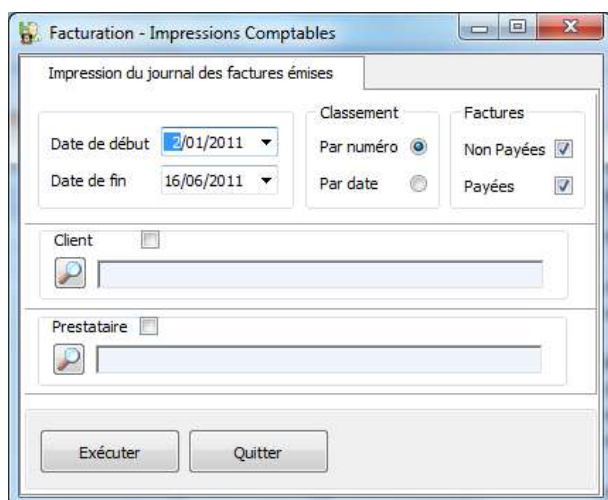 Facturation - Impressions Comptables
Impression du journal des factures émises
Classement
Factures
Date de début 2/01/2011
Par numéro
Non Payées
Date de fin 16/06/2011
Par date
Payées
Client
Prestataire
Exécuter
Quitter